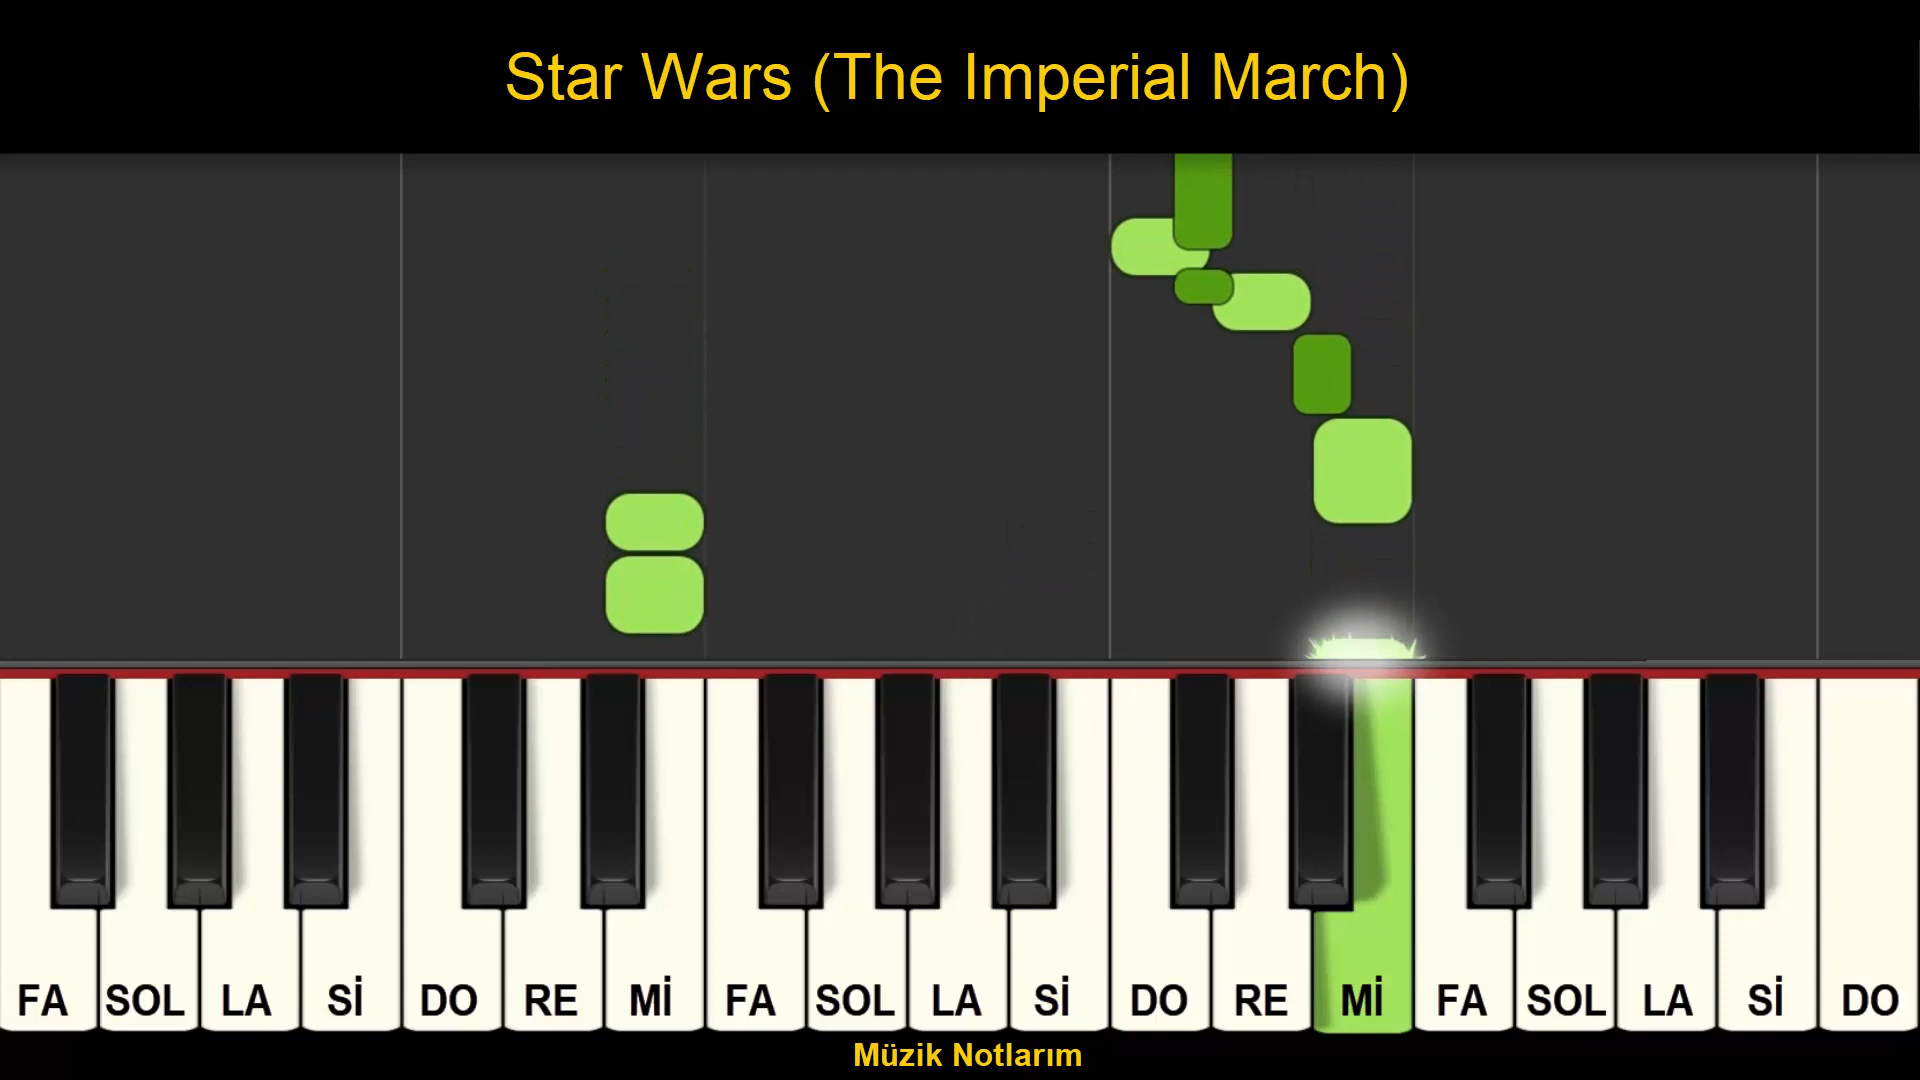 Star Wars (The Imperial March)
FA SOL LA Sİ DO RE Mİ FA SOL LA Sİ DO RE Mİ FA SOL LA Sİ DO
Müzik Notlarım